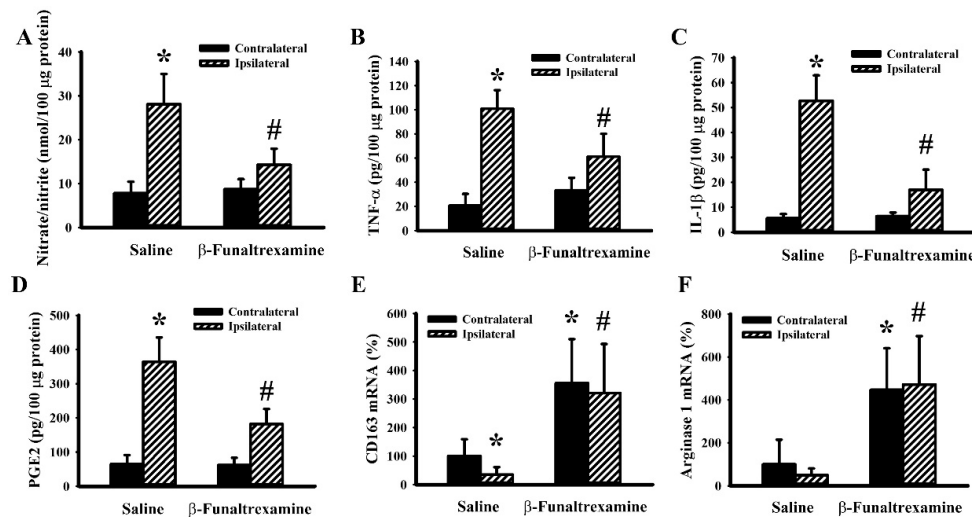 A
Nitrate/nitrite (nmol/100 μg protein)
40
30
20
10
0
Contralateral
Ipsilateral
*
#
Saline
β-Funaltrexamine
B
TNF-α (pg/100 μg protein)
140
120
100
80
60
40
20
0
Contralateral
Ipsilateral
*
#
Saline
β-Funaltrexamine
C
IL-1β (pg/100 μg protein)
70
60
50
40
30
20
10
0
Contralateral
Ipsilateral
*
#
Saline
β-Funaltrexamine
D
PGE2 (pg/100 μg protein)
500
400
300
200
100
0
Contralateral
Ipsilateral
*
#
Saline
β-Funaltrexamine
E
CD163 mRNA (%)
600
500
400
300
200
100
0
Contralateral
Ipsilateral
*
*
#
Saline
β-Funaltrexamine
F
Arginase 1 mRNA (%)
800
600
400
200
0
Contralateral
Ipsilateral
*
#
Saline
β-Funaltrexamine